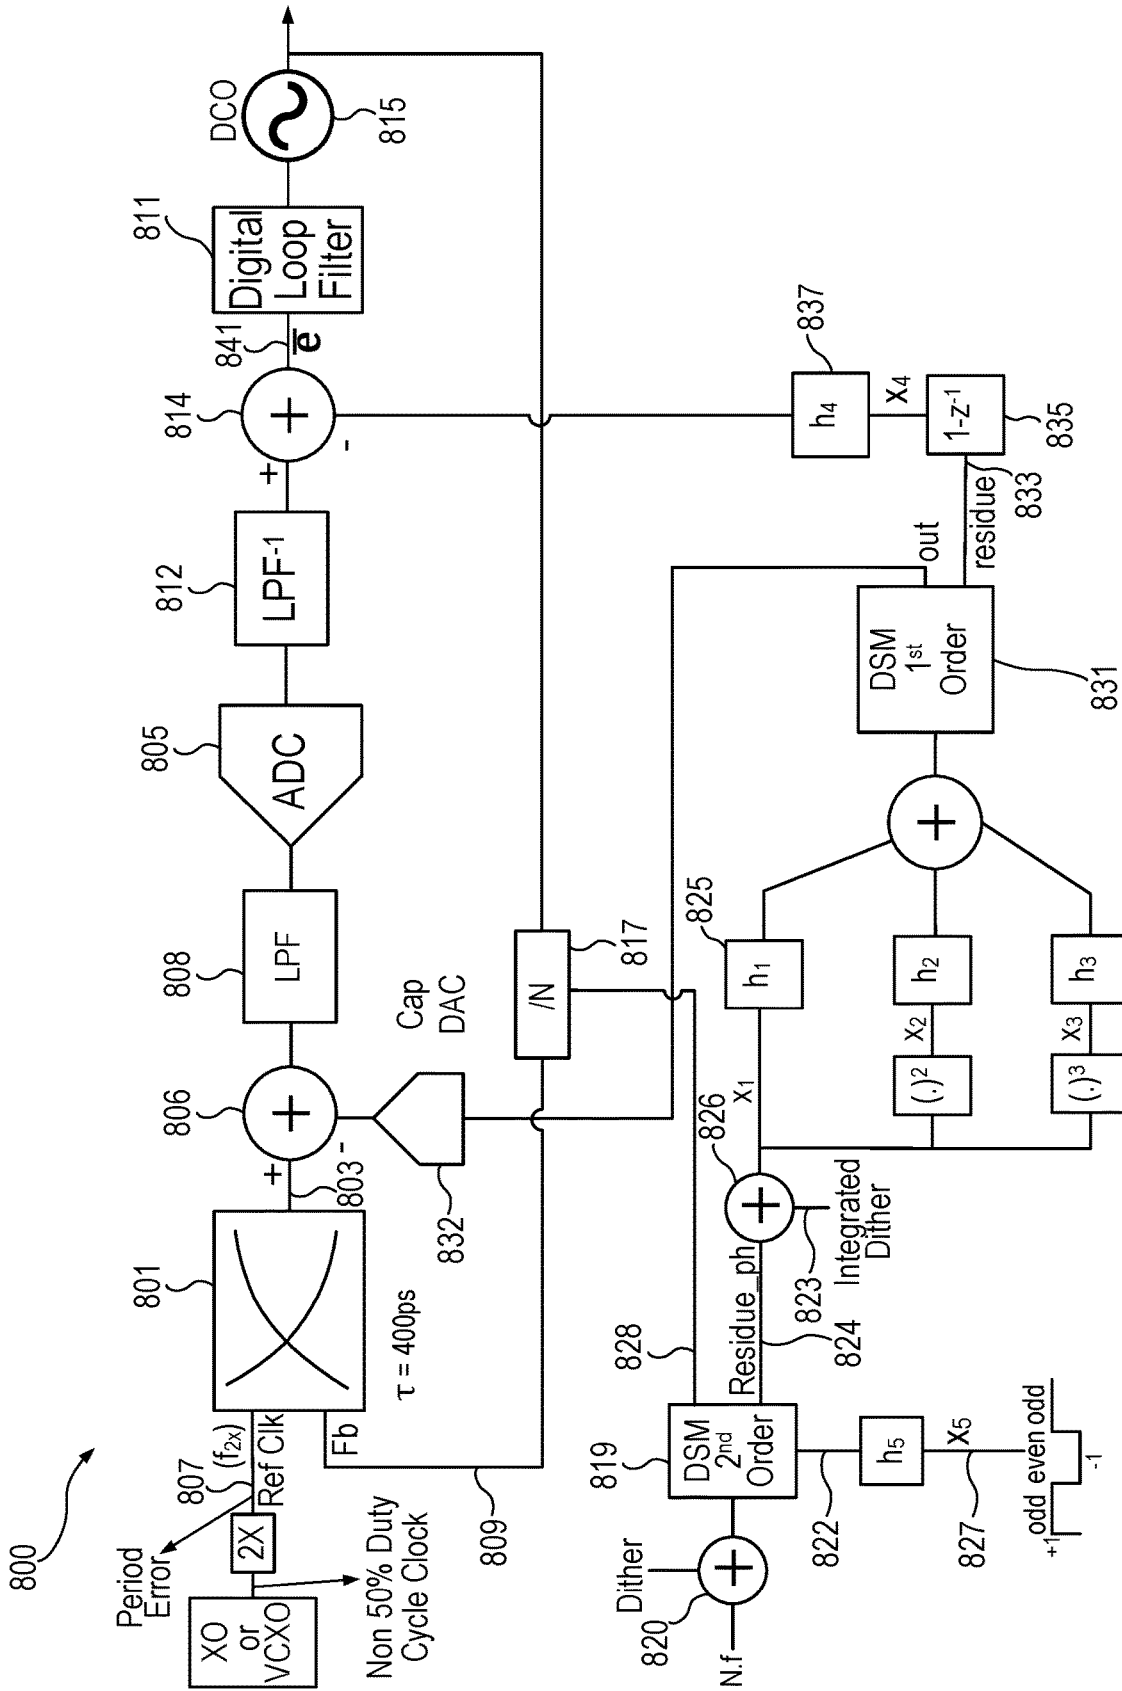 800
XO
or
VCXO
2X
Period
Error
Non 50% Duty
Cycle Clock
807
(f2x)
Ref Clk
Fb
809
801
τ = 400ps
803
+
-
+
806
832
Cap
DAC
808
LPF
805
ADC
812
LPF-1
814
+
-
+
841
e
811
Digital
Loop
Filter
DCO
815
817
/N
N.f
Dither
820
+
819
DSM
2nd
Order
828
Residue_ph
824
822
h5
X5
827
+1
odd even odd
-1
823
Integrated
Dither
826
+
X1
825
h1
(.)2
X2
h2
(.)3
X3
h3
+
DSM
1st
Order
831
out
residue
833
1-z-1
835
X4
h4
837